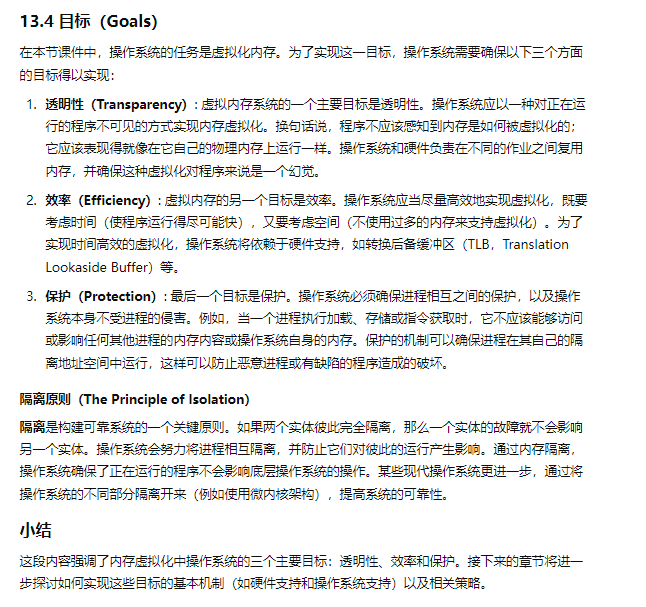 13.4 目标（Goals）
在本节课件中，操作系统的任务是虚拟化内存。为了实现这一目标，操作系统需要确保以下三个方面
的目标得以实现：
1. 透明性（Transparency）：虚拟内存系统的一个主要目标是透明性。操作系统应以一种对正在运
行的程序不可见的方式实现内存虚拟化。换句话说，程序不应该感知到内存是如何被虚拟化的；
它应该表现得就像在它自己的物理内存上运行一样。操作系统和硬件负责在不同的作业之间复用
内存，并确保这种虚拟化对程序来说是一个幻觉。
2. 效率（Efficiency）：虚拟内存的另一个目标是效率。操作系统应当尽量高效地实现虚拟化，既要
考虑时间（使程序运行得尽可能快），又要考虑空间（不使用过多的内存来支持虚拟化）。为了
实现时间高效的虚拟化，操作系统将依赖于硬件支持，如转换后备缓冲区（TLB，Translation
Lookaside Buffer）等。
3. 保护（Protection）：最后一个目标是保护。操作系统必须确保进程相互之间的保护，以及操作
系统本身不受进程的侵害。例如，当一个进程执行加载、存储或指令获取时，它不应该能够访问
或影响任何其他进程的内存内容或操作系统自身的内存。保护的机制可以确保进程在其自己的隔
离地址空间中运行，这样可以防止恶意进程或有缺陷的程序造成的破坏。
隔离原则（The Principle of Isolation）
隔离是构建可靠系统的一个关键原则。如果两个实体彼此完全隔离，那么一个实体的故障就不会影响
另一个实体。操作系统会努力将进程相互隔离，并防止它们对彼此的运行产生影响。通过内存隔离，
操作系统确保了正在运行的程序不会影响底层操作系统的操作。某些现代操作系统更进一步，通过将
操作系统的不同部分隔离开来（例如使用微内核架构），提高系统的可靠性。
小结
这段内容强调了内存虚拟化中操作系统的三个主要目标：透明性、效率和保护。接下来的章节将进一
步探讨如何实现这些目标的基本机制（如硬件支持和操作系统支持）以及相关策略。